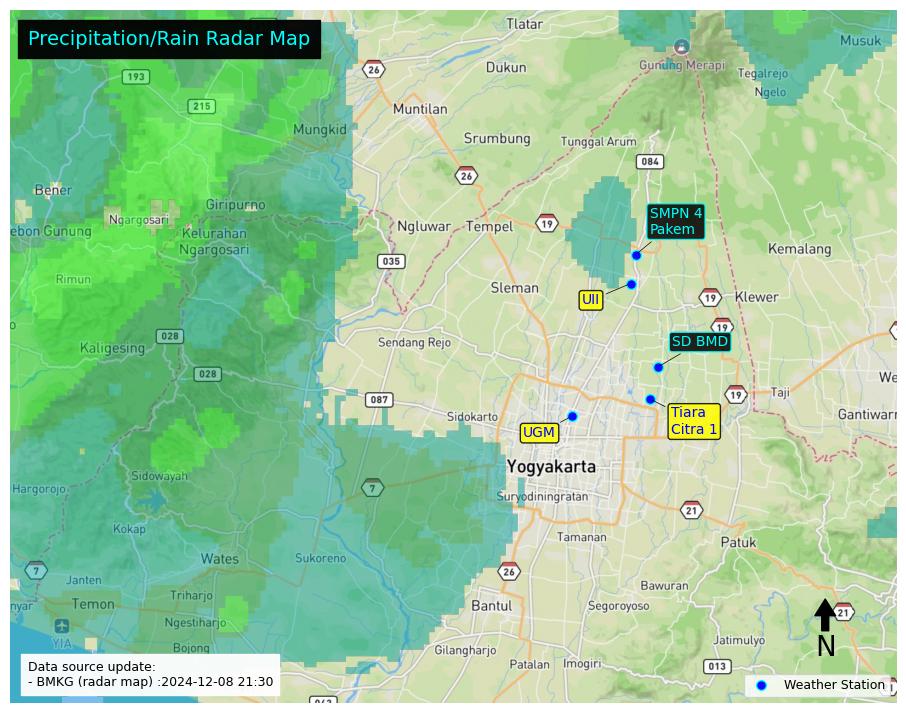 Precipitation/Rain Radar Map
Tlatar
Musuk
26
Gunung Merapi
Dukun
Tegalrejo
193
Ngelo
215
Muntilan
Mungkid
Srumbung
Tunggal Arum
084
26
Bener
Giripurno
SMPN 4
Pakem
Ngargosari
Ngluwar
Tempel
19
ebon Gunung
Kelurahan
Ngargosari
Kemalang
035
Rimun
Sleman
UII
19
Klewer
19
028
Kaligesing
Sendang Rejo
SD BMD
We
028
087
19
Taji
Sidokarto
Tiara
Citra 1
Gantiwarn
UGM
Yogyakarta
Sidowayah
Hargorojo
7
Suryodiningratan
21
Kokap
Tamanan
Patuk
Wates
Sukoreno
7
26
Janten
Bawuran
Temon
Triharjo
Bantul
Segoroyoso
21
nyar
Ngestiharjo
YIA
Bojong
Jatimulyo
N
Gilangharjo
Patalan
Imogiri
013
Data source update:
- BMKG (radar map) :2024-12-08 21:30
Weather Station